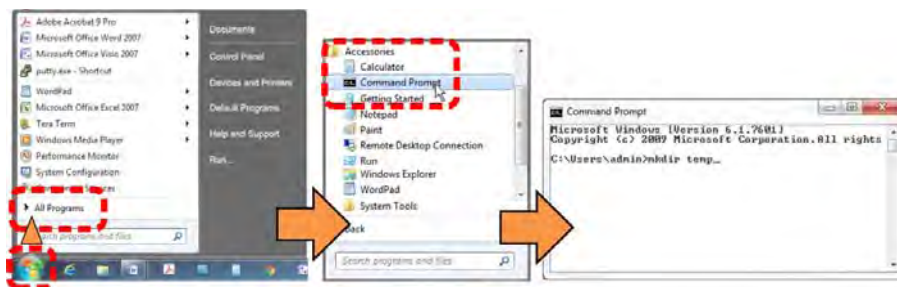 Adobe Acrobat 9 Pro
Microsoft Office Word 2007
Microsoft Office Visio 2007
putty.exe - Shortcut
WordPad
Microsoft Office Excel 2007
Tera Term
Windows Media Player
Performance Monitor
System Configuration
All Programs
Search programs and files
Documents
Control Panel
Devices and Printers
Default Programs
Help and Support
Run...
Accessories
Calculator
Command Prompt
Getting Started
Notepad
Paint
Remote Desktop Connection
Run
Windows Explorer
WordPad
System Tools
Back
Search programs and files
Command Prompt
Microsoft Windows [Version 6.1.7601]
Copyright (c) 2009 Microsoft Corporation. All rights
C:\Users\admin>mkdir temp_